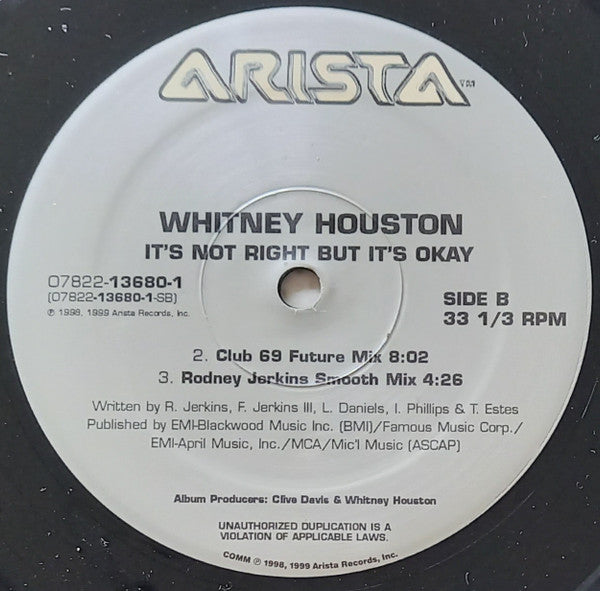 ARISTA™
WHITNEY HOUSTON
IT'S NOT RIGHT BUT IT'S OKAY
07822-13680-1
(07822-13680-1-SB)
℗ 1998, 1999 Arista Records, Inc.
SIDE B
33 1/3 RPM
2. Club 69 Future Mix 8:02
3. Rodney Jerkins Smooth Mix 4:26
Written by R. Jerkins, F. Jerkins III, L. Daniels, I. Phillips & T. Estes
Published by EMI-Blackwood Music Inc. (BMI)/Famous Music Corp./
EMI-April Music, Inc./MCA/Mic'l Music (ASCAP)
Album Producers: Clive Davis & Whitney Houston
UNAUTHORIZED DUPLICATION IS A
VIOLATION OF APPLICABLE LAWS.
COMM ℗ 1998, 1999 Arista Records, Inc.